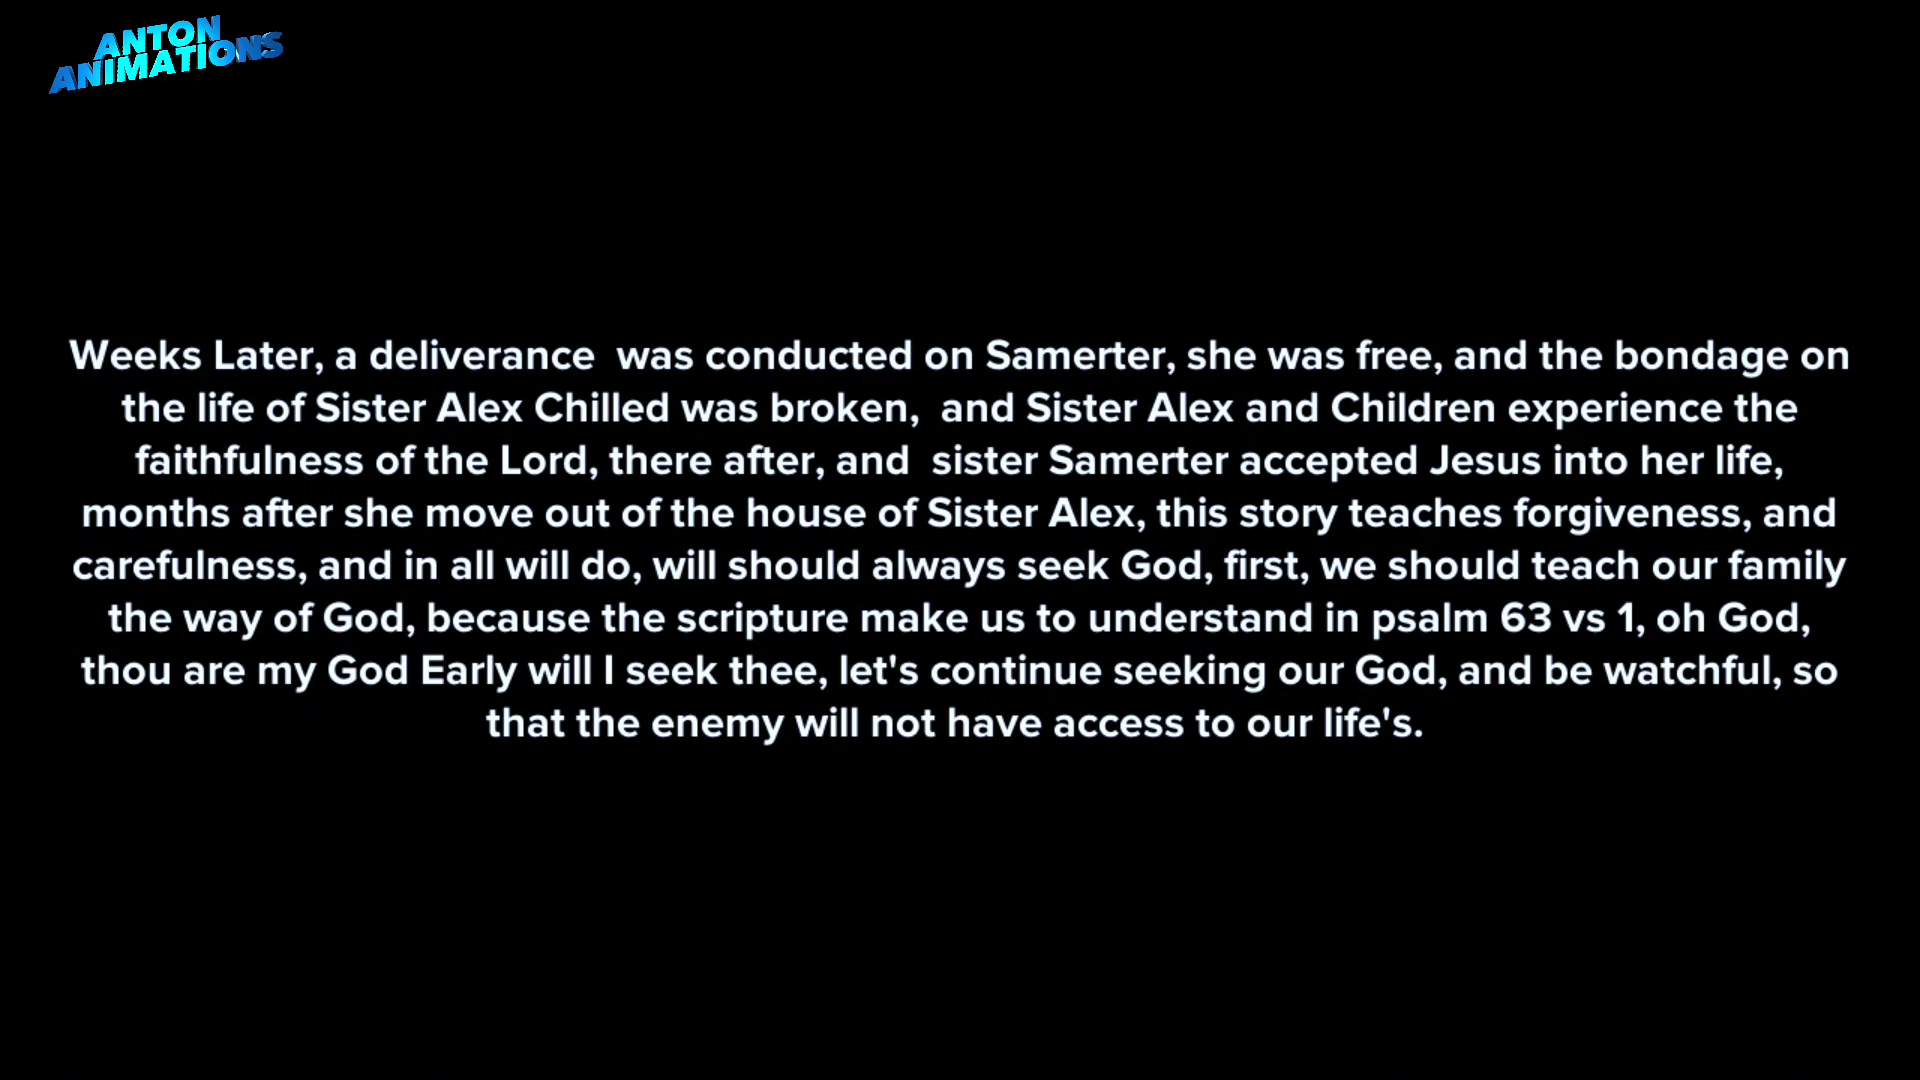 ANTON
ANIMATIONS
Weeks Later, a deliverance  was conducted on Samerter, she was free, and the bondage on
the life of Sister Alex Chilled was broken,  and Sister Alex and Children experience the
faithfulness of the Lord, there after, and  sister Samerter accepted Jesus into her life,
months after she move out of the house of Sister Alex, this story teaches forgiveness, and
carefulness, and in all will do, will should always seek God, first, we should teach our family
the way of God, because the scripture make us to understand in psalm 63 vs 1, oh God,
thou are my God Early will I seek thee, let's continue seeking our God, and be watchful, so
that the enemy will not have access to our life's.